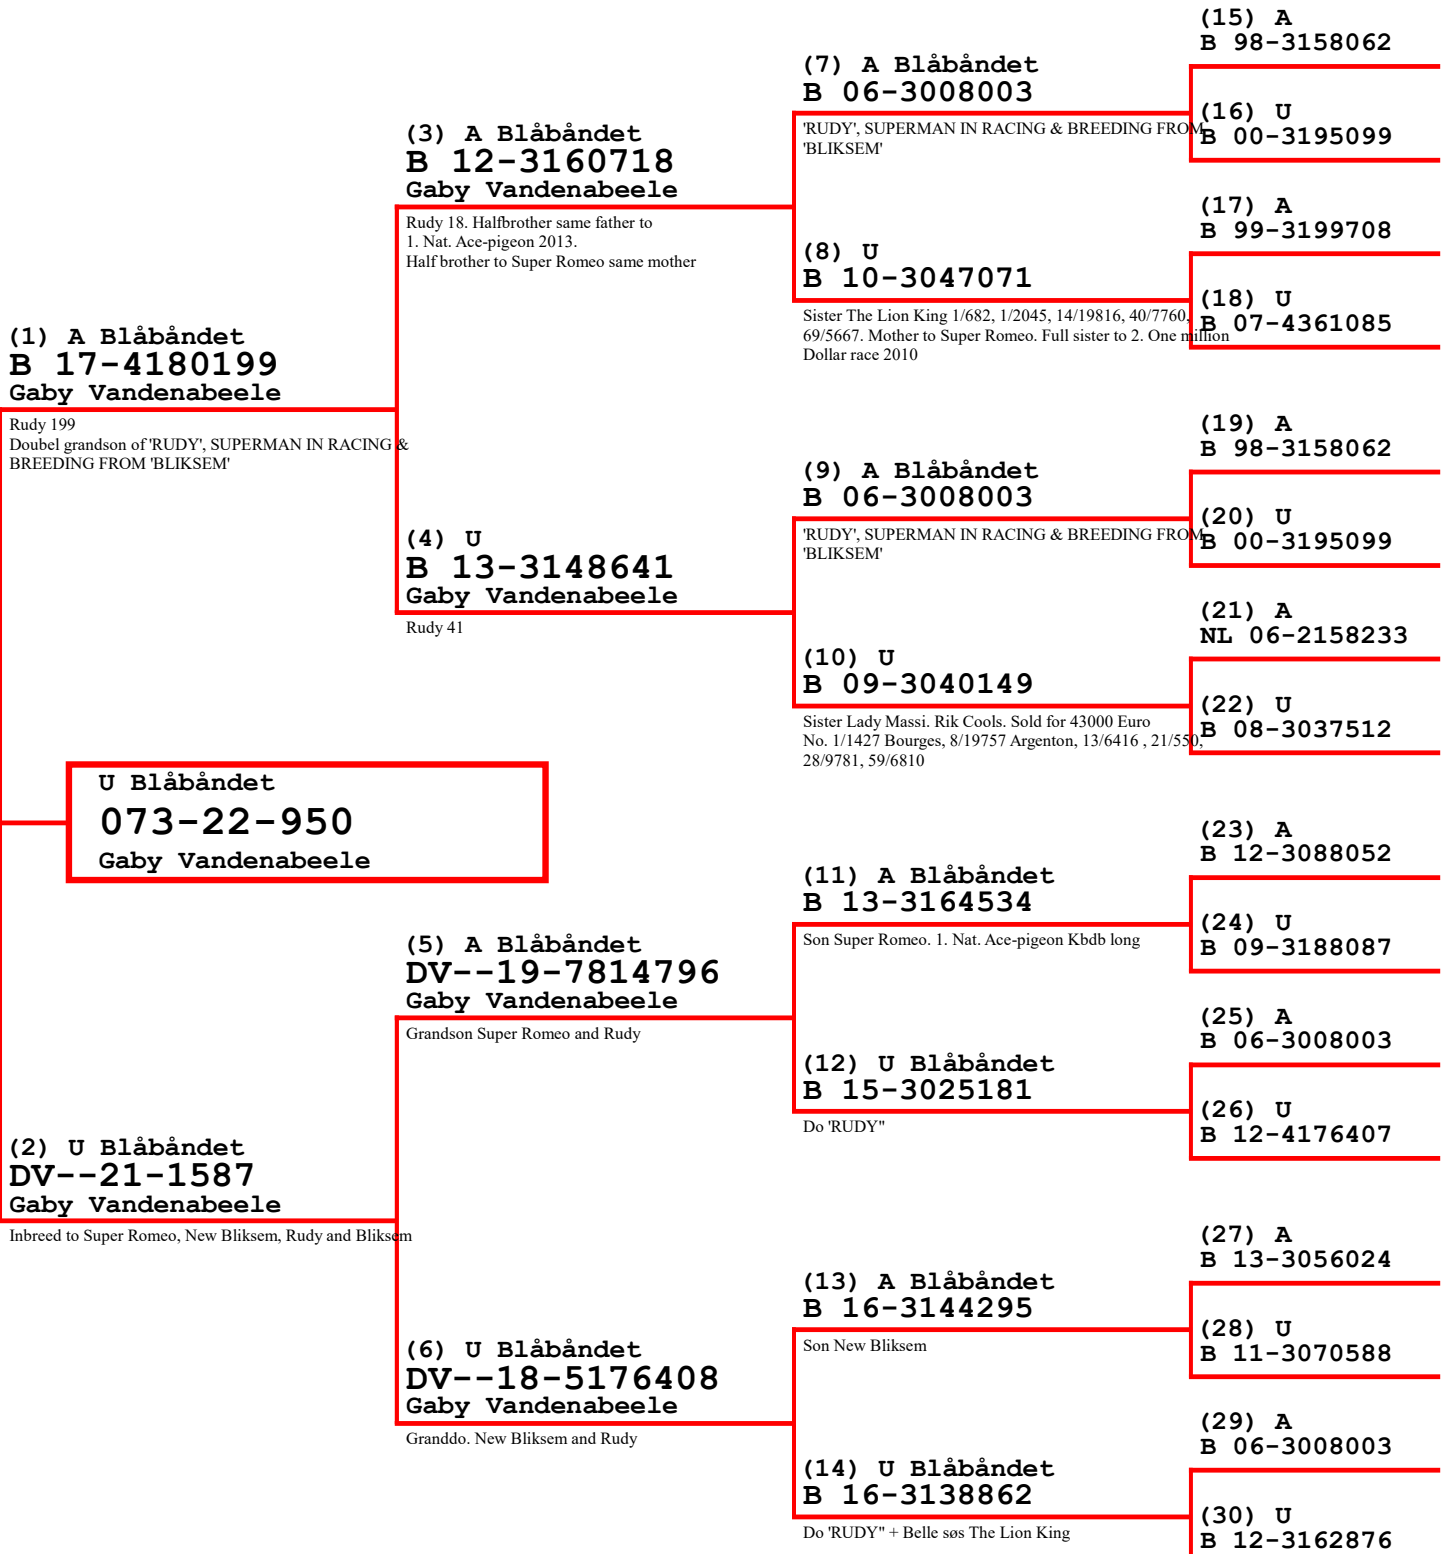 (1) A Blåbåndet
B 17-4180199
Gaby Vandenabeele
Rudy 199
Doubel grandson of 'RUDY', SUPERMAN IN RACING &
BREEDING FROM 'BLIKSEM'
U Blåbåndet
073-22-950
Gaby Vandenabeele
(2) U Blåbåndet
DV--21-1587
Gaby Vandenabeele
Inbreed to Super Romeo, New Bliksem, Rudy and Bliksem
(3) A Blåbåndet
B 12-3160718
Gaby Vandenabeele
Rudy 18. Halfbrother same father to
1. Nat. Ace-pigeon 2013.
Half brother to Super Romeo same mother
(4) U
B 13-3148641
Gaby Vandenabeele
Rudy 41
(5) A Blåbåndet
DV--19-7814796
Gaby Vandenabeele
Grandson Super Romeo and Rudy
(6) U Blåbåndet
DV--18-5176408
Gaby Vandenabeele
Granddo. New Bliksem and Rudy
(7) A Blåbåndet
B 06-3008003
'RUDY', SUPERMAN IN RACING & BREEDING FROM
'BLIKSEM'
(8) U
B 10-3047071
Sister The Lion King 1/682, 1/2045, 14/19816, 40/7760,
69/5667. Mother to Super Romeo. Full sister to 2. One million
Dollar race 2010
(9) A Blåbåndet
B 06-3008003
'RUDY', SUPERMAN IN RACING & BREEDING FROM
'BLIKSEM'
(10) U
B 09-3040149
Sister Lady Massi. Rik Cools. Sold for 43000 Euro
No. 1/1427 Bourges, 8/19757 Argenton, 13/6416 , 21/550,
28/9781, 59/6810
(11) A Blåbåndet
B 13-3164534
Son Super Romeo. 1. Nat. Ace-pigeon Kbdb long
(12) U Blåbåndet
B 15-3025181
Do 'RUDY"
(13) A Blåbåndet
B 16-3144295
Son New Bliksem
(14) U Blåbåndet
B 16-3138862
Do 'RUDY" + Belle søs The Lion King
(15) A
B 98-3158062
(16) U
B 00-3195099
(17) A
B 99-3199708
(18) U
B 07-4361085
(19) A
B 98-3158062
(20) U
B 00-3195099
(21) A
NL 06-2158233
(22) U
B 08-3037512
(23) A
B 12-3088052
(24) U
B 09-3188087
(25) A
B 06-3008003
(26) U
B 12-4176407
(27) A
B 13-3056024
(28) U
B 11-3070588
(29) A
B 06-3008003
(30) U
B 12-3162876